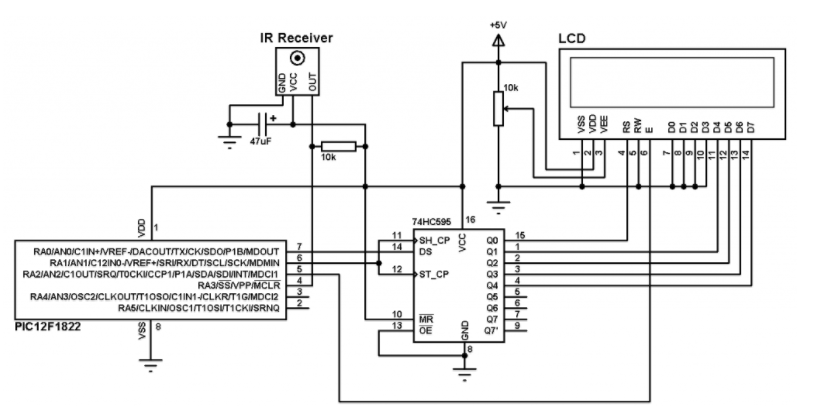 +5V
IR Receiver
GND
VCC
OUT
+
47uF
10k
10k
LCD
VSS
VDD
VEE
RS
RW
E
D0
D1
D2
D3
D4
D5
D6
D7
1
2
3
4
5
6
7
8
9
10
11
12
13
14
VDD
1
RA0/AN0/C1IN+/VREF-/DACOUT/TX/CK/SDO/P1B/MDOUT 7
RA1/AN1/C12IN0-/VREF+/SRI/RX/DT/SCL/SCK/MDMIN 6
RA2/AN2/C1OUT/SRQ/T0CKI/CCP1/P1A/SDA/SDI/INT/MDCI1 5
RA3/SS/VPP/MCLR 4
RA4/AN3/OSC2/CLKOUT/T1OSO/C1IN1-/CLKR/T1G/MDCI2 3
RA5/CLKIN/OSC1/T1OSI/T1CKI/SRNQ 2
PIC12F1822
VSS
8
74HC595
16
VCC
11 SH_CP
14 DS
12 ST_CP
10 MR
13 OE
GND
8
Q0 15
Q1 1
Q2 2
Q3 3
Q4 4
Q5 5
Q6 6
Q7 7
Q7' 9